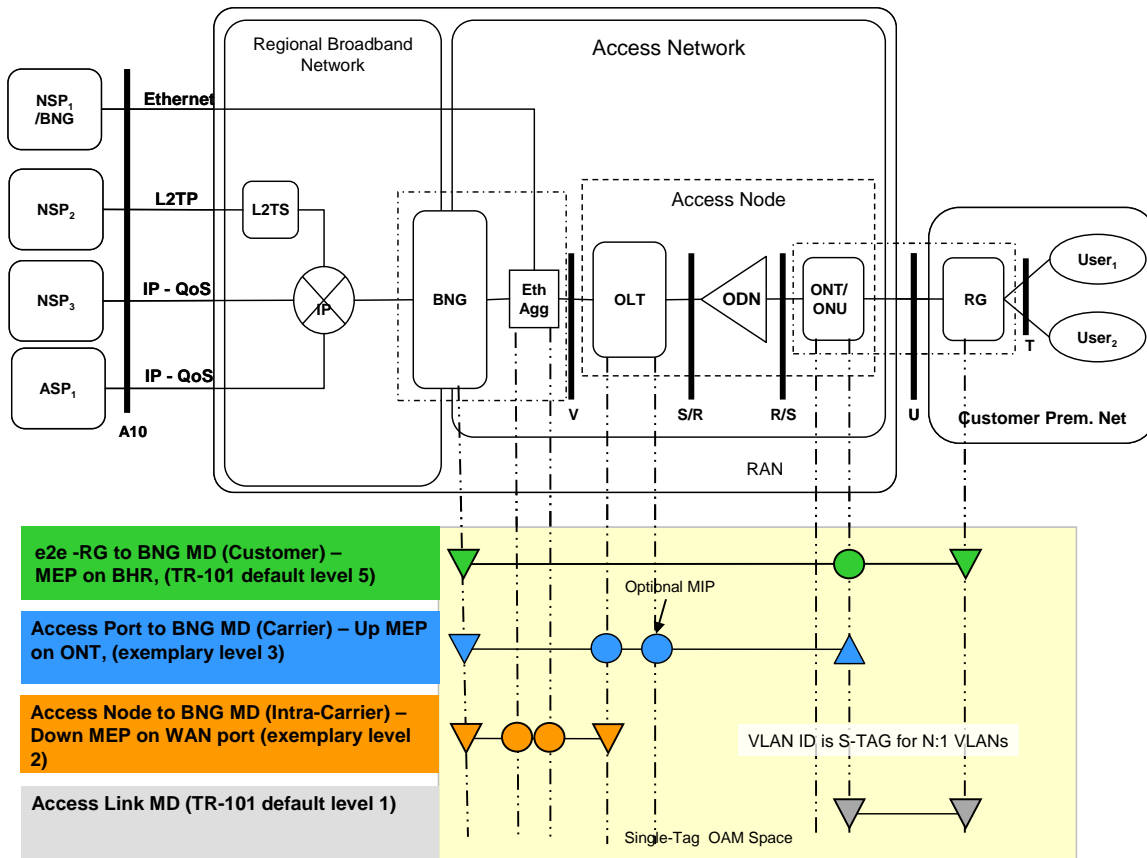 Regional Broadband
Network
Access Network
NSP1
/BNG
Ethernet
NSP2
L2TP
L2TS
Access Node
NSP3
IP - QoS
IP
BNG
Eth
Agg
OLT
ODN
ONT/
ONU
RG
User1
User2
T
ASP1
IP - QoS
A10
V
S/R
R/S
U
Customer Prem. Net
RAN
e2e -RG to BNG MD (Customer) –
MEP on BHR, (TR-101 default level 5)
Optional MIP
Access Port to BNG MD (Carrier) – Up MEP
on ONT, (exemplary level 3)
Access Node to BNG MD (Intra-Carrier) –
Down MEP on WAN port (exemplary level
2)
VLAN ID is S-TAG for N:1 VLANs
Access Link MD (TR-101 default level 1)
Single-Tag OAM Space